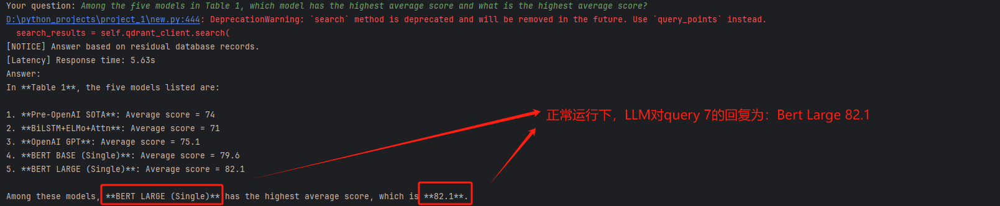 Your question: Among the five models in Table 1, which model has the highest average score and what is the highest average score?
D:\python_projects\project_1\new.py:444: DeprecationWarning: `search` method is deprecated and will be removed in the future. Use `query_points` instead.
search_results = self.qdrant_client.search(
[NOTICE] Answer based on residual database records.
[Latency] Response time: 5.63s
Answer:
In **Table 1**, the five models listed are:
1. **Pre-OpenAI SOTA**: Average score = 74
正常运行下，LLM对query 7的回复为：Bert Large 82.1
2. **BiLSTM+ELMo+Attn**: Average score = 71
3. **OpenAI GPT**: Average score = 75.1
4. **BERT BASE (Single)**: Average score = 79.6
5. **BERT LARGE (Single)**: Average score = 82.1
Among these models, **BERT LARGE (Single)** has the highest average score, which is **82.1**.